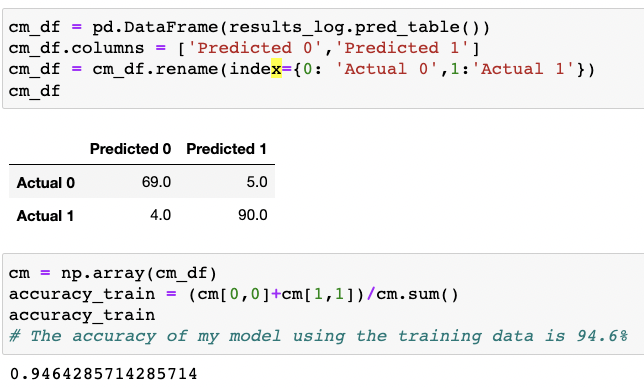 cm_df = pd.DataFrame(results_log.pred_table())
cm_df.columns = ['Predicted 0','Predicted 1']
cm_df = cm_df.rename(index={0: 'Actual 0',1:'Actual 1'})
cm_df
Predicted 0 Predicted 1
Actual 0 69.0 5.0
Actual 1 4.0 90.0
cm = np.array(cm_df)
accuracy_train = (cm[0,0]+cm[1,1])/cm.sum()
accuracy_train
# The accuracy of my model using the training data is 94.6%
0.9464285714285714